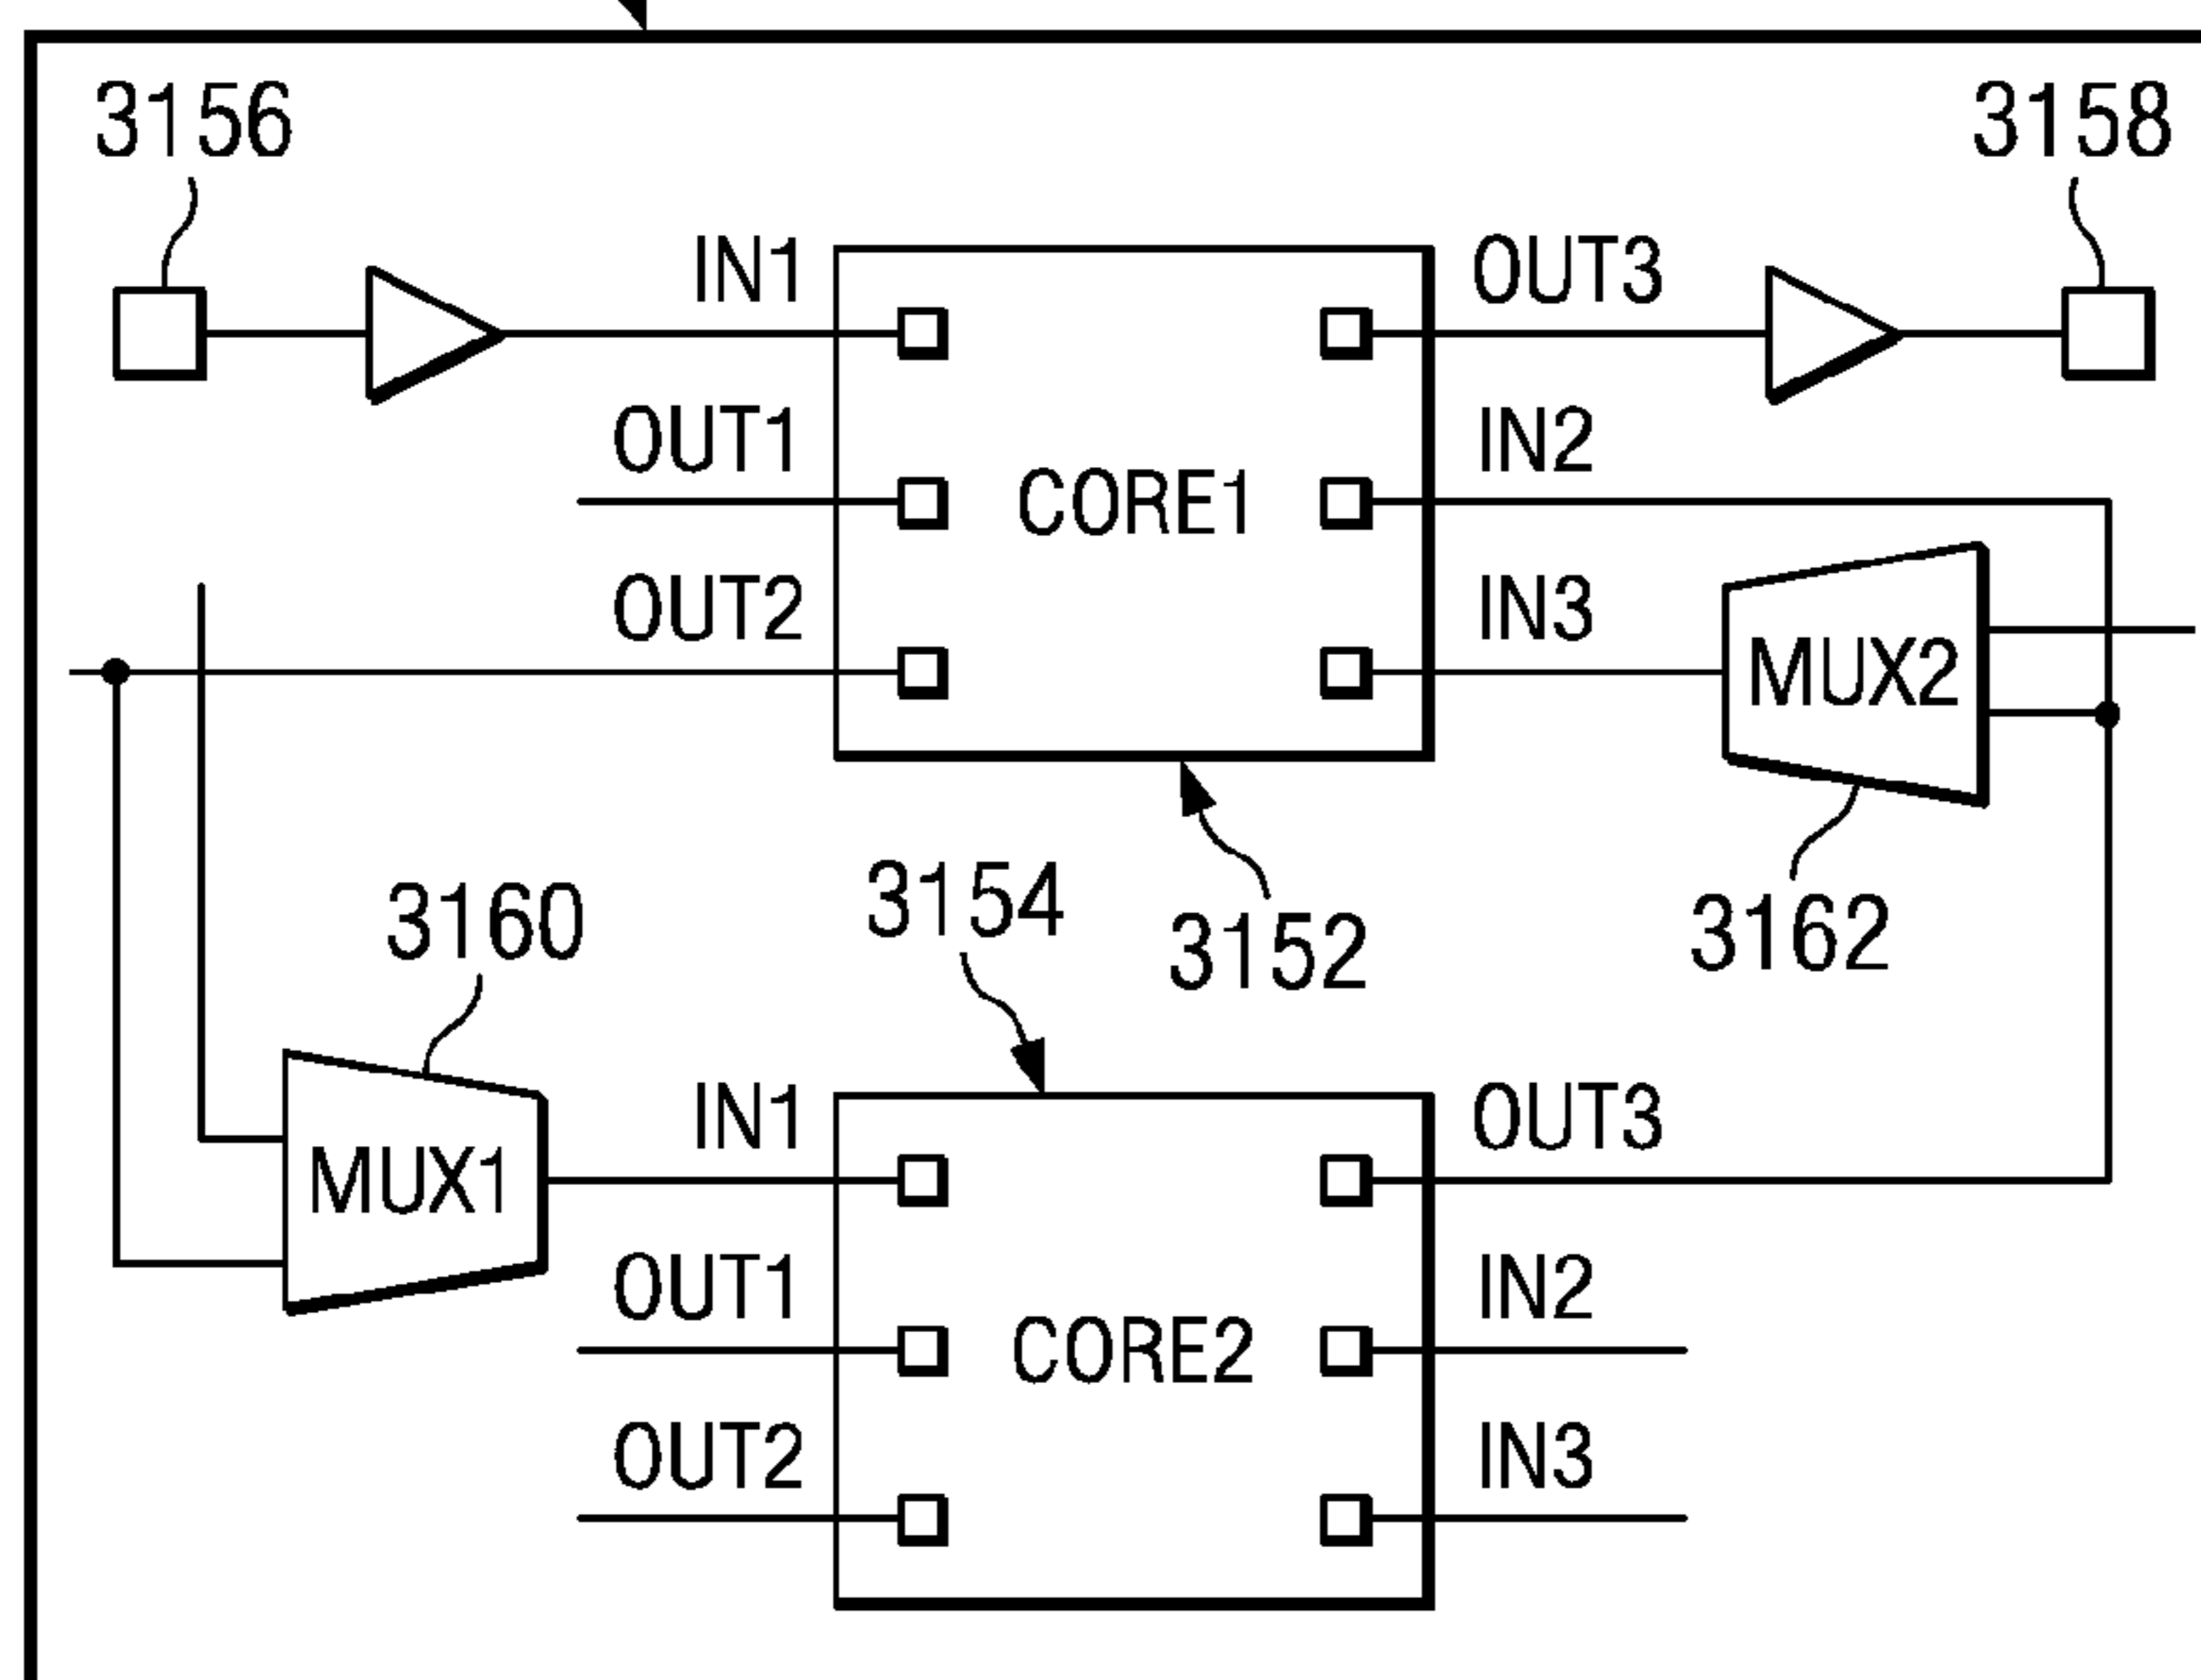 3156 3158
IN1 OUT3
OUT1 CORE1 IN2
OUT2 IN3
MUX2
3160 3154 3152 3162
IN1 OUT3
MUX1
OUT1 CORE2 IN2
OUT2 IN3